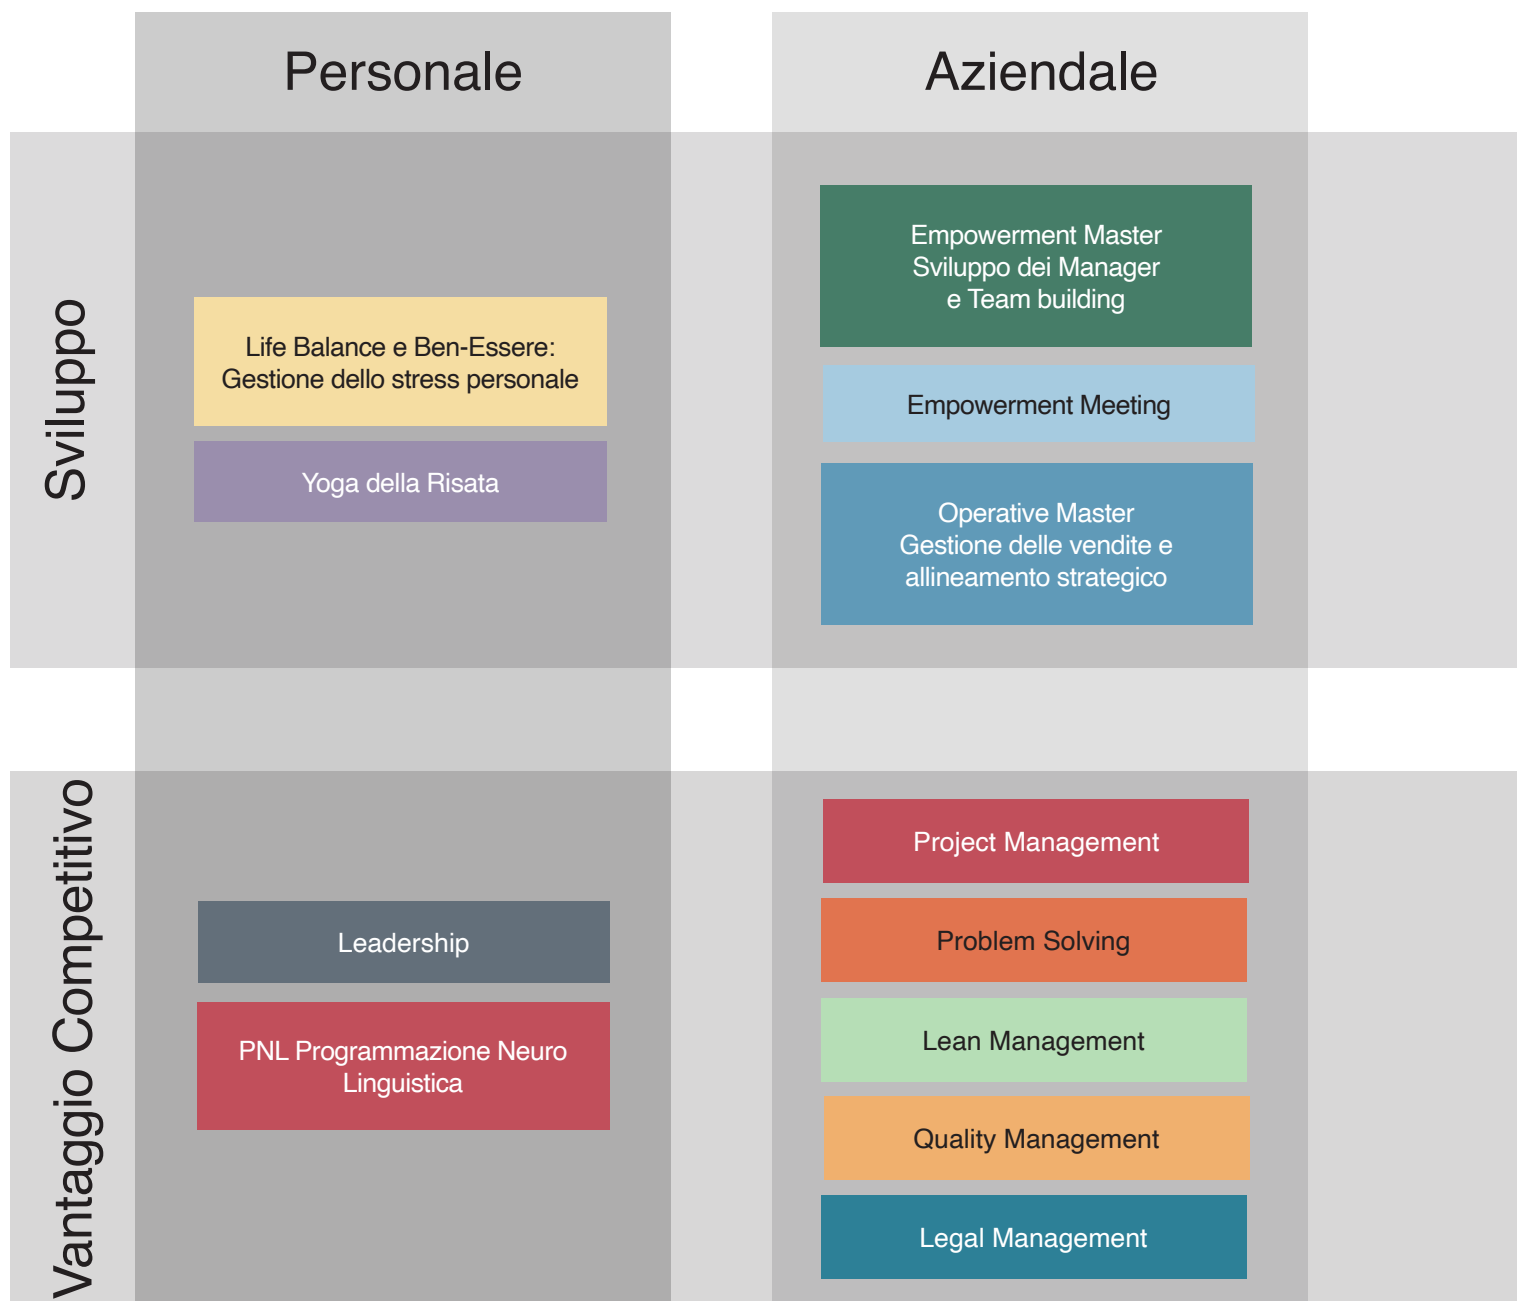 Personale
Aziendale
Sviluppo
Life Balance e Ben-Essere:
Gestione dello stress personale
Yoga della Risata
Empowerment Master
Sviluppo dei Manager
e Team building
Empowerment Meeting
Operative Master
Gestione delle vendite e
allineamento strategico
Vantaggio Competitivo
Leadership
PNL Programmazione Neuro
Linguistica
Project Management
Problem Solving
Lean Management
Quality Management
Legal Management